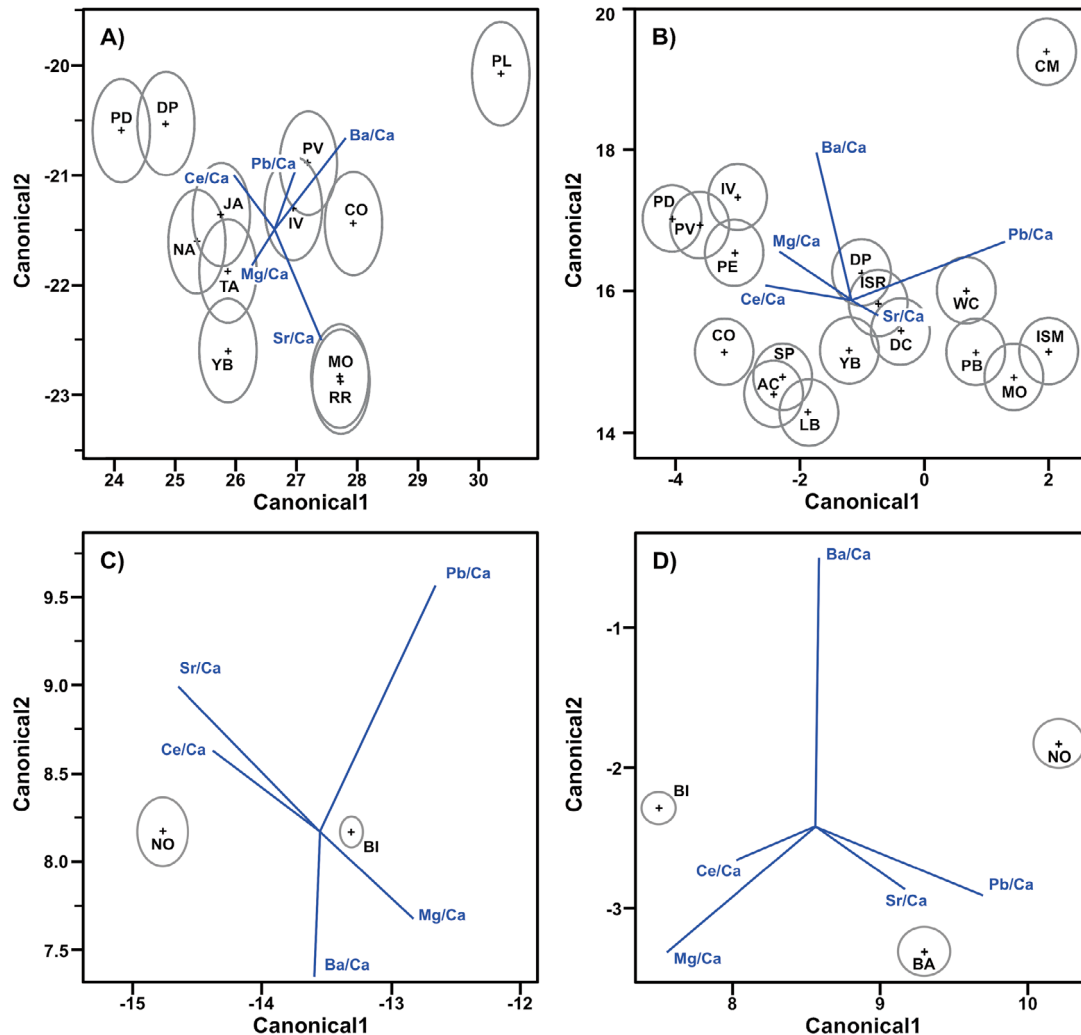 A)
PL
-20
PD
DP
PV
Ba/Ca
Pb/Ca
-21
Ce/Ca
JA
IV
CO
NA
-22
TA
Mg/Ca
Sr/Ca
YB
MO
-23
RR
24 25 26 27 28 29 30
Canonical1
Canonical2
B)
20
CM
18
Ba/Ca
IV
PD
PV
Mg/Ca
Pb/Ca
PE
DP
ISR
16
Ce/Ca
WC
Sr/Ca
CO
SP
YB
DC
PB
ISM
AC
MO
LB
14
-4 -2 0 2
Canonical1
Canonical2
C)
Pb/Ca
9.5
Sr/Ca
9.0
Ce/Ca
8.5
NO
BI
8.0
Mg/Ca
7.5
Ba/Ca
-15 -14 -13 -12
Canonical1
Canonical2
D)
Ba/Ca
-1
NO
-2
BI
Ce/Ca
Pb/Ca
Sr/Ca
-3
Mg/Ca
BA
8 9 10
Canonical1
Canonical2